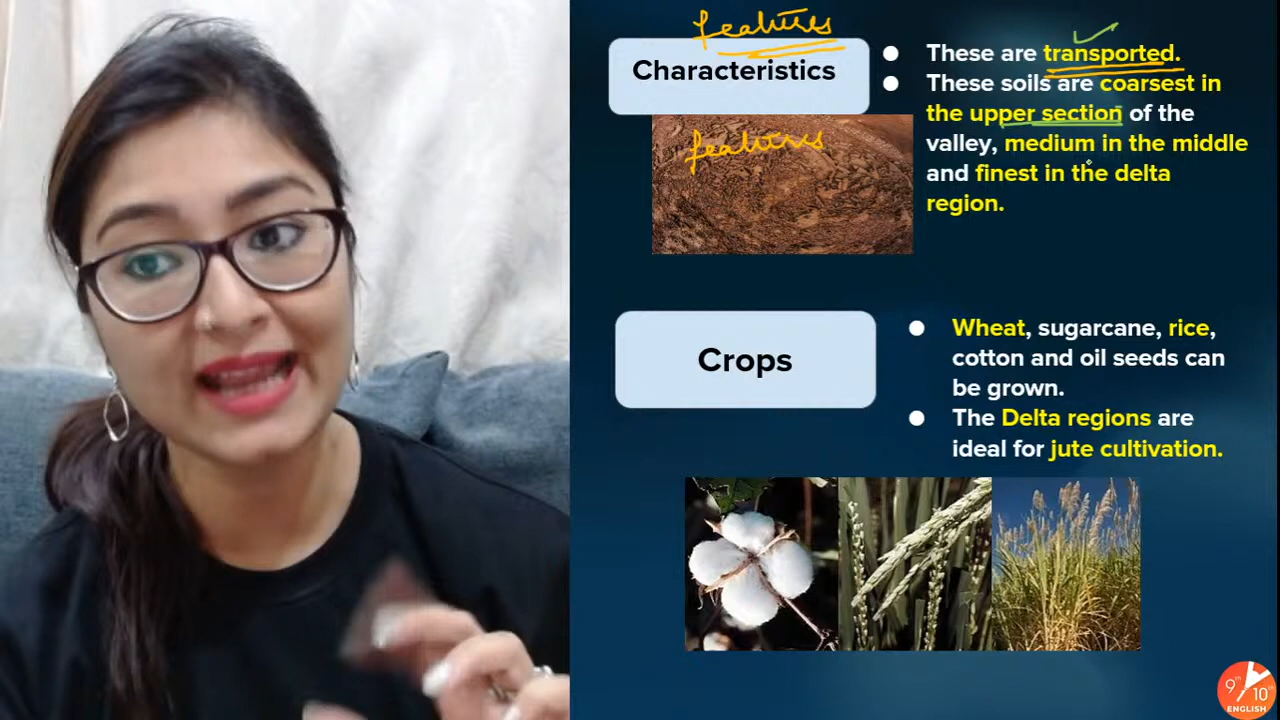 features
Characteristics
features
● These are transported.
● These soils are coarsest in
the upper section of the
valley, medium in the middle
and finest in the delta
region.
Crops
● Wheat, sugarcane, rice,
cotton and oil seeds can
be grown.
● The Delta regions are
ideal for jute cultivation.
9th
10th
ENGLISH